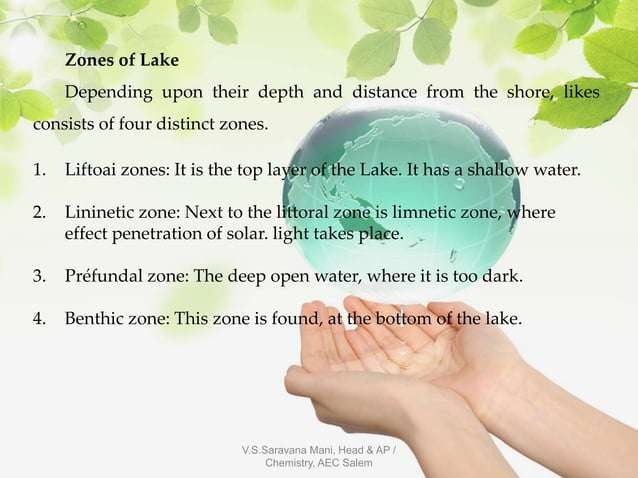 Zones of Lake
Depending upon their depth and distance from the shore, likes
consists of four distinct zones.
1. Liftoai zones: It is the top layer of the Lake. It has a shallow water.
2. Lininetic zone: Next to the littoral zone is limnetic zone, where
effect penetration of solar. light takes place.
3. Préfundal zone: The deep open water, where it is too dark.
4. Benthic zone: This zone is found, at the bottom of the lake.
V.S.Saravana Mani, Head & AP /
Chemistry, AEC Salem